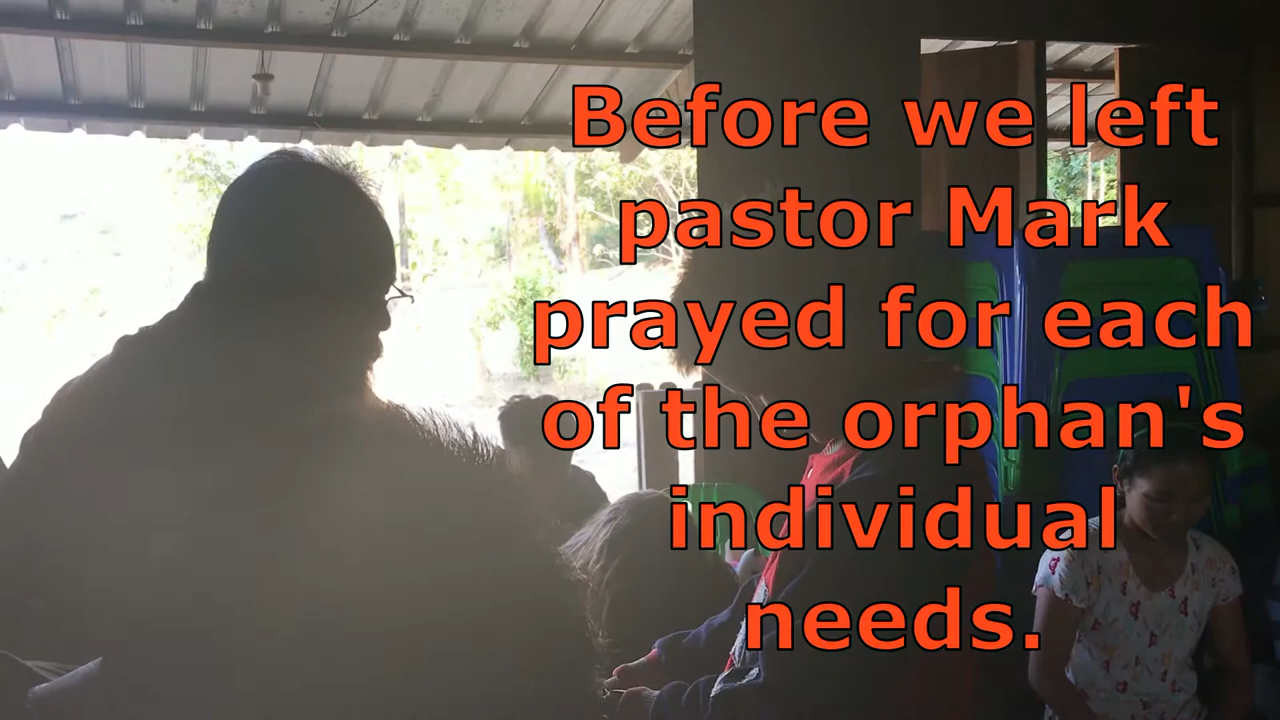 Before we left
pastor Mark
prayed for each
of the orphan's
individual
needs.